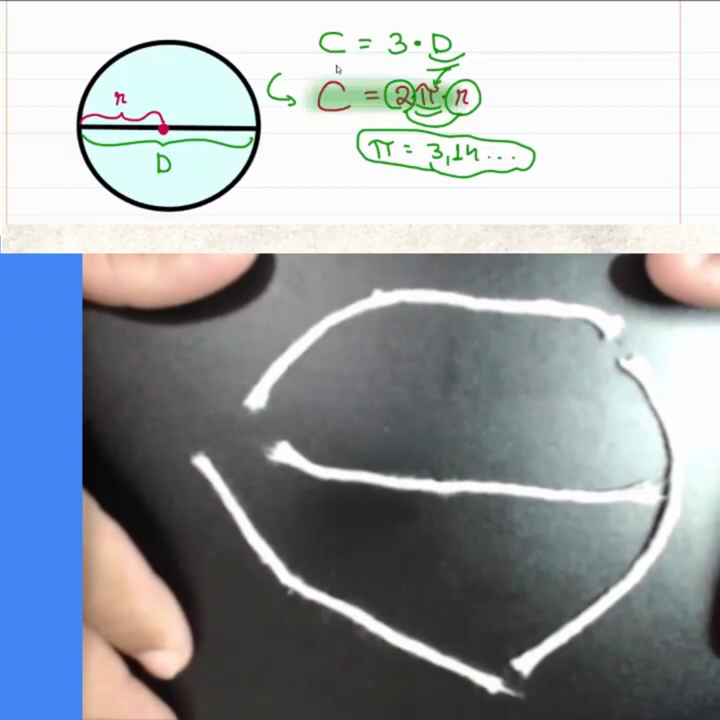 C = 3 · D
C = 2 · π · r
π = 3,14...
r
D